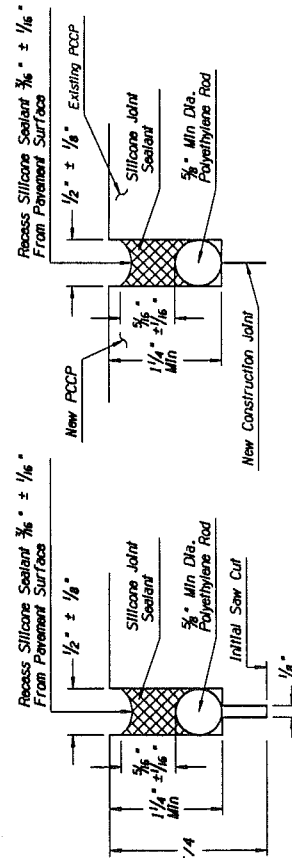 Recess Silicone Sealant 3/16" ± 1/16"
From Pavement Surface
1/2" ± 1/8"
Silicone Joint
Sealant
5/8" Min Dia.
Polyethylene Rod
Initial Saw Cut
1/8"
5/16"
±1/16"
1 1/4"
Min
/4
Recess Silicone Sealant 3/16" ± 1/16"
From Pavement Surface
1/2" ± 1/8"
Existing PCCP
Silicone Joint
Sealant
5/8" Min Dia.
Polyethylene Rod
New PCCP
5/16"
±1/16"
1 1/4"
Min
New Construction Joint